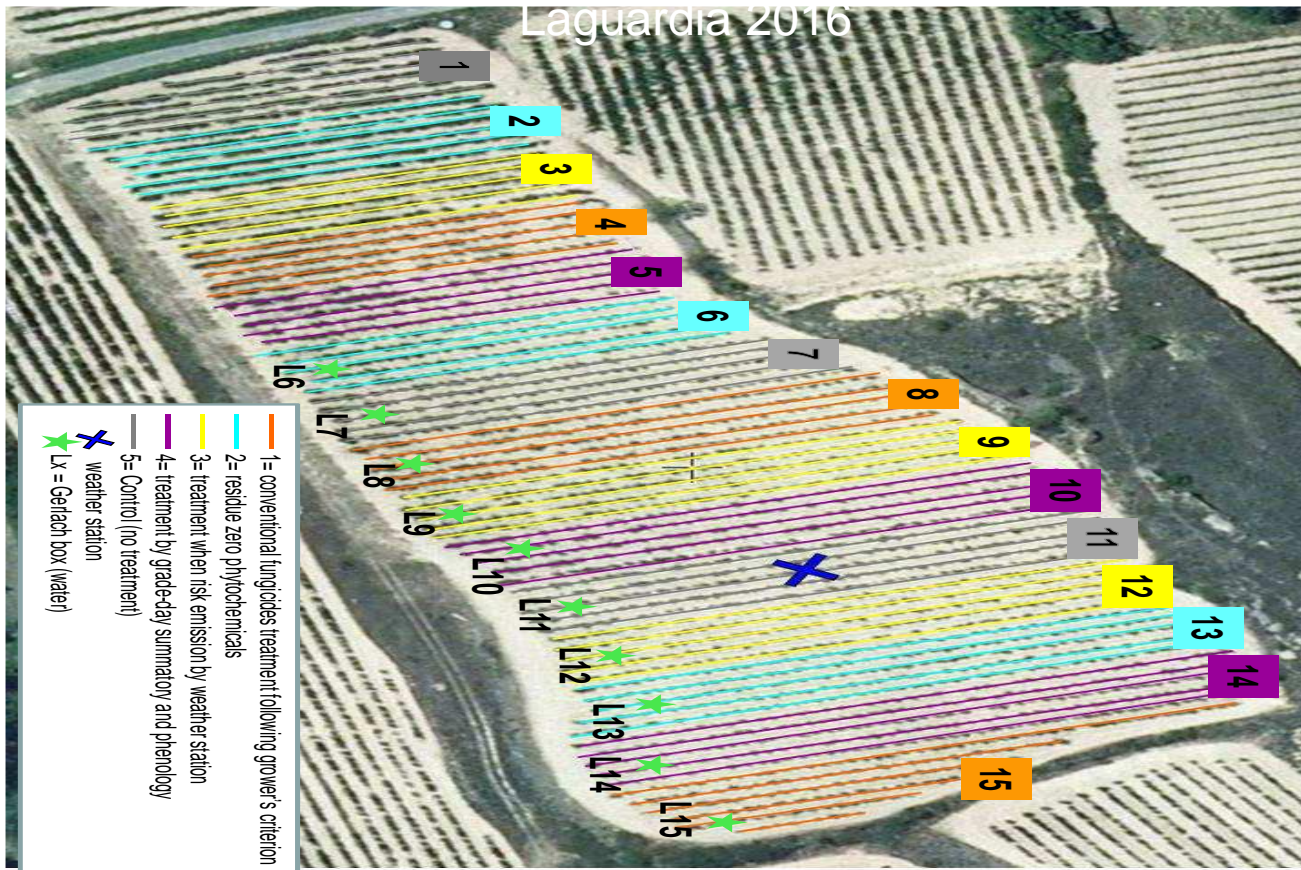 Laguardia 2016
1
2
3
4
5
6
7
8
9
10
11
12
13
14
15
L6
L7
L8
L9
L10
L11
L12
L13
L14
L15
1= conventional fungicides treatment following grower's criterion
2= residue zero phytochemicals
3= treatment when risk emission by weather station
4= treatment by grade-day summatory and phenology
5= Control (no treatment)
weather station
Lx = Gerlach box (water)